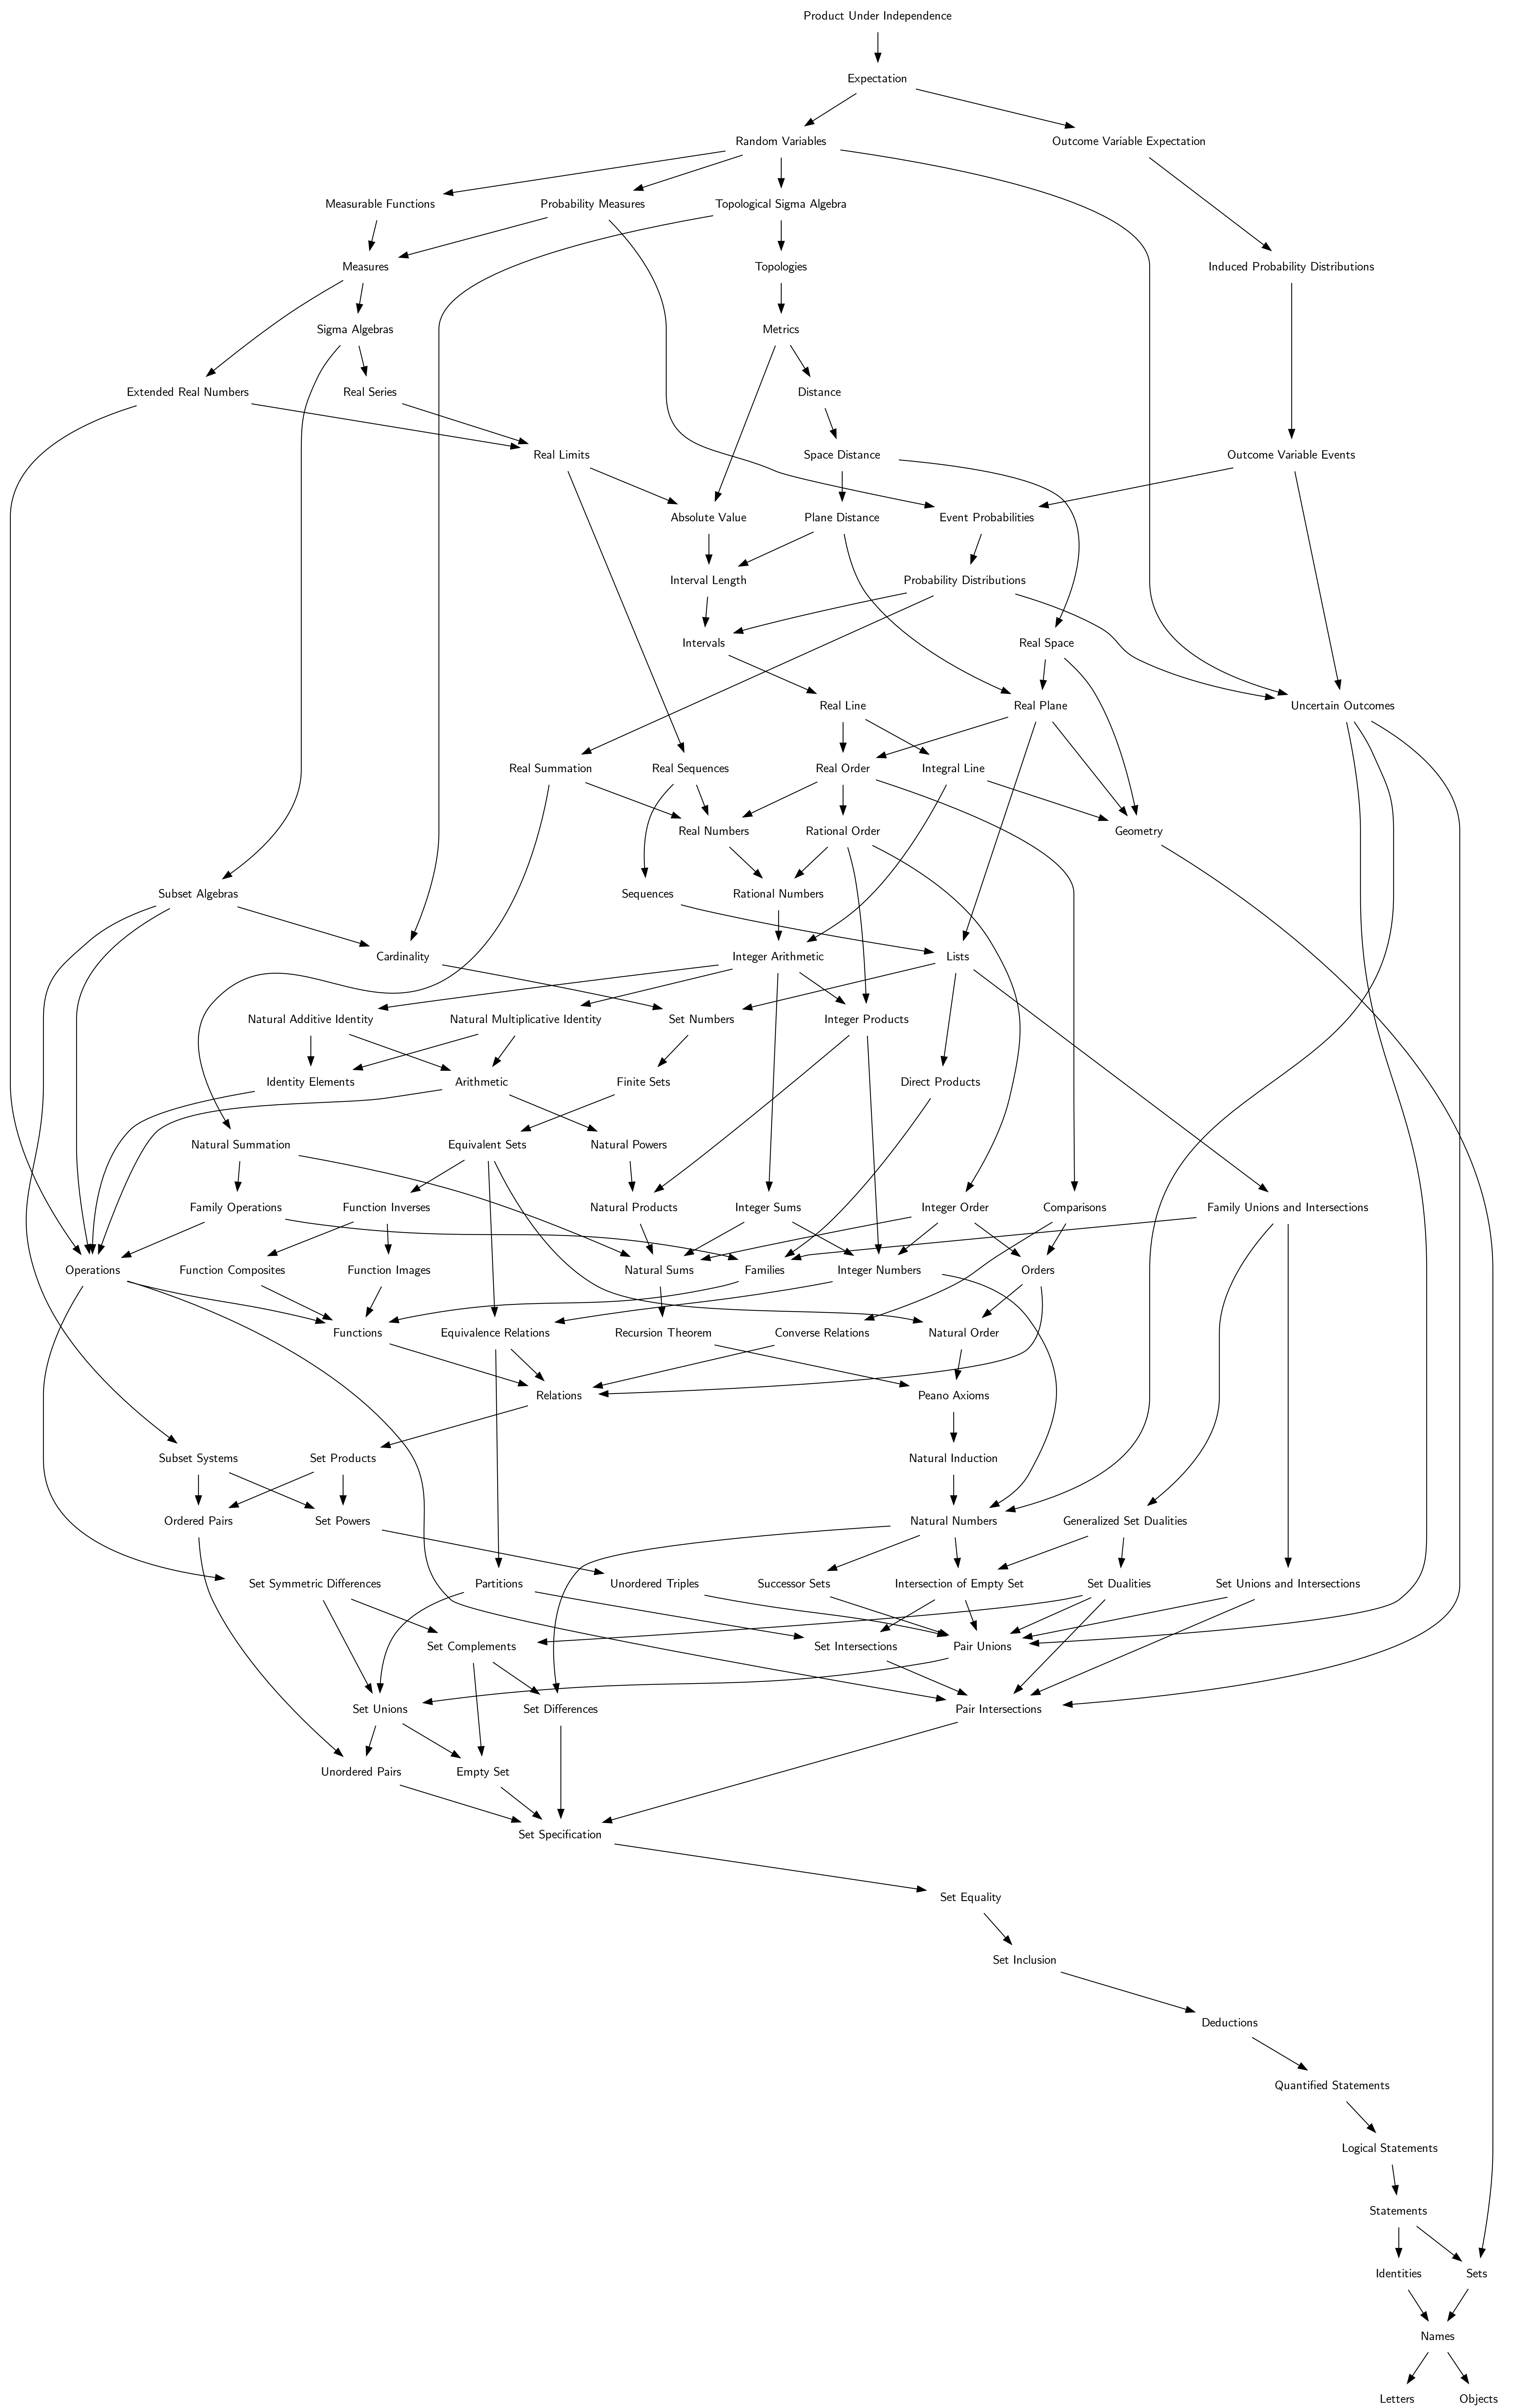 Product Under Independence
Expectation
Random Variables
Outcome Variable Expectation
Measurable Functions
Probability Measures
Topological Sigma Algebra
Measures
Topologies
Induced Probability Distributions
Sigma Algebras
Metrics
Extended Real Numbers
Real Series
Distance
Real Limits
Space Distance
Outcome Variable Events
Absolute Value
Plane Distance
Event Probabilities
Interval Length
Probability Distributions
Intervals
Real Space
Real Line
Real Plane
Uncertain Outcomes
Real Summation
Real Sequences
Real Order
Integral Line
Real Numbers
Rational Order
Geometry
Subset Algebras
Sequences
Rational Numbers
Cardinality
Integer Arithmetic
Lists
Natural Additive Identity
Natural Multiplicative Identity
Set Numbers
Integer Products
Identity Elements
Arithmetic
Finite Sets
Direct Products
Natural Summation
Equivalent Sets
Natural Powers
Family Operations
Function Inverses
Natural Products
Integer Sums
Integer Order
Comparisons
Family Unions and Intersections
Operations
Function Composites
Function Images
Natural Sums
Families
Integer Numbers
Orders
Functions
Equivalence Relations
Recursion Theorem
Converse Relations
Natural Order
Relations
Peano Axioms
Subset Systems
Set Products
Natural Induction
Ordered Pairs
Set Powers
Natural Numbers
Generalized Set Dualities
Set Symmetric Differences
Partitions
Unordered Triples
Successor Sets
Intersection of Empty Set
Set Dualities
Set Unions and Intersections
Set Complements
Set Intersections
Pair Unions
Set Unions
Set Differences
Pair Intersections
Unordered Pairs
Empty Set
Set Specification
Set Equality
Set Inclusion
Deductions
Quantified Statements
Logical Statements
Statements
Identities
Sets
Names
Letters
Objects